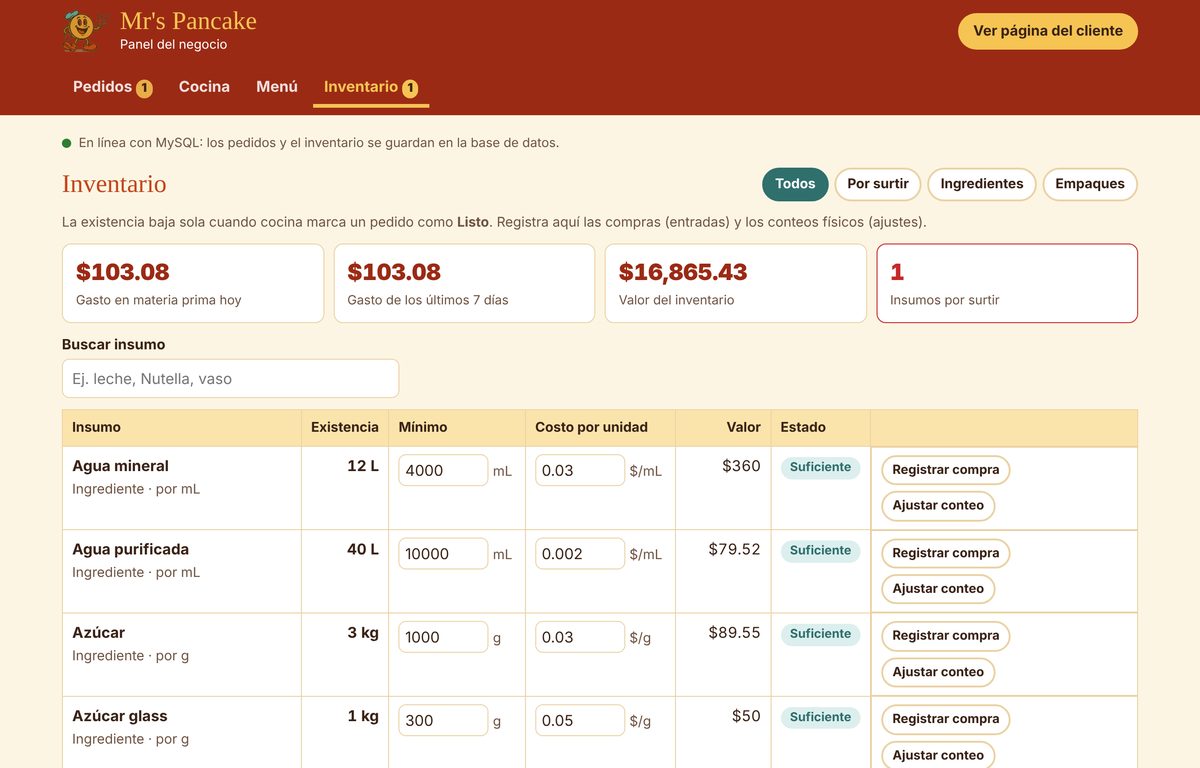 Mr's Pancake
Panel del negocio
Ver página del cliente
Pedidos 1
Cocina
Menú
Inventario 1
En línea con MySQL: los pedidos y el inventario se guardan en la base de datos.
Inventario
Todos
Por surtir
Ingredientes
Empaques
La existencia baja sola cuando cocina marca un pedido como Listo. Registra aquí las compras (entradas) y los conteos físicos (ajustes).
$103.08
Gasto en materia prima hoy
$103.08
Gasto de los últimos 7 días
$16,865.43
Valor del inventario
1
Insumos por surtir
Buscar insumo
Ej. leche, Nutella, vaso
Insumo Existencia Mínimo Costo por unidad Valor Estado
Agua mineral 12 L 4000 mL 0.03 $/mL $360 Suficiente Registrar compra
Ingrediente · por mL
Ajustar conteo
Agua purificada 40 L 10000 mL 0.002 $/mL $79.52 Suficiente Registrar compra
Ingrediente · por mL
Ajustar conteo
Azúcar 3 kg 1000 g 0.03 $/g $89.55 Suficiente Registrar compra
Ingrediente · por g
Ajustar conteo
Azúcar glass 1 kg 300 g 0.05 $/g $50 Suficiente Registrar compra
Ingrediente · por g
Ajustar conteo